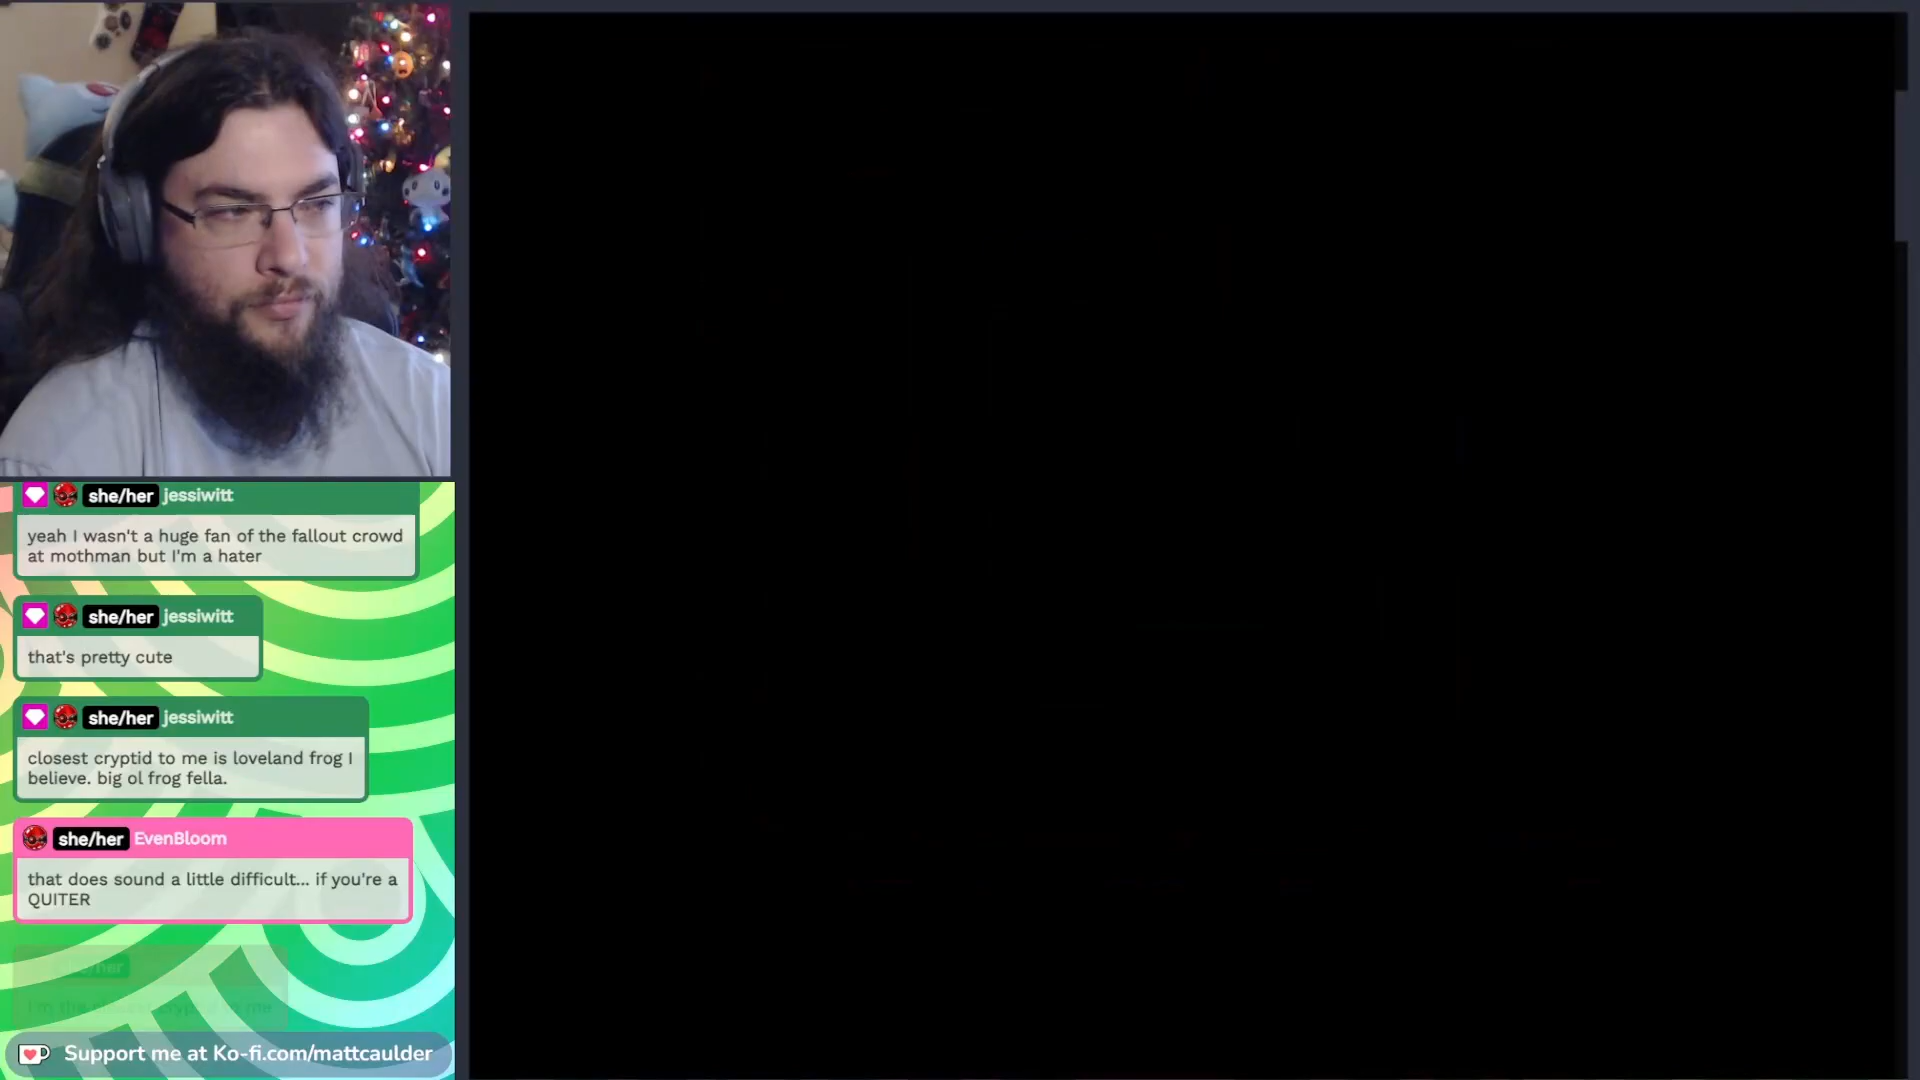 she/her jessiwitt
yeah I wasn't a huge fan of the fallout crowd
at mothman but I'm a hater
she/her jessiwitt
that's pretty cute
she/her jessiwitt
closest cryptid to me is loveland frog I
believe. big ol frog fella.
she/her EvenBloom
that does sound a little difficult... if you're a
QUITER
Support me at Ko-fi.com/mattcaulder